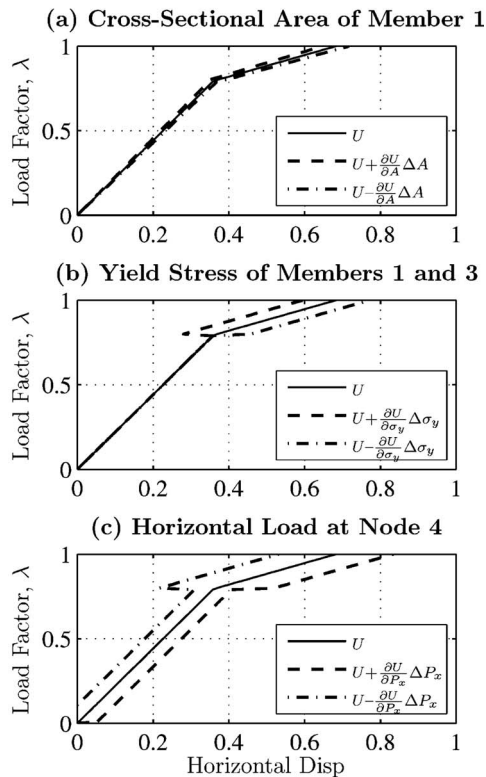 (a) Cross-Sectional Area of Member 1
1
0.5
0
Load Factor, λ
U
U+∂U/∂A ΔA
U−∂U/∂A ΔA
0 0.2 0.4 0.6 0.8 1
(b) Yield Stress of Members 1 and 3
1
0.5
0
Load Factor, λ
U
U+∂U/∂σy Δσy
U−∂U/∂σy Δσy
0 0.2 0.4 0.6 0.8 1
(c) Horizontal Load at Node 4
1
0.5
0
Load Factor, λ
U
U+∂U/∂Px ΔPx
U−∂U/∂Px ΔPx
0 0.2 0.4 0.6 0.8 1
Horizontal Disp